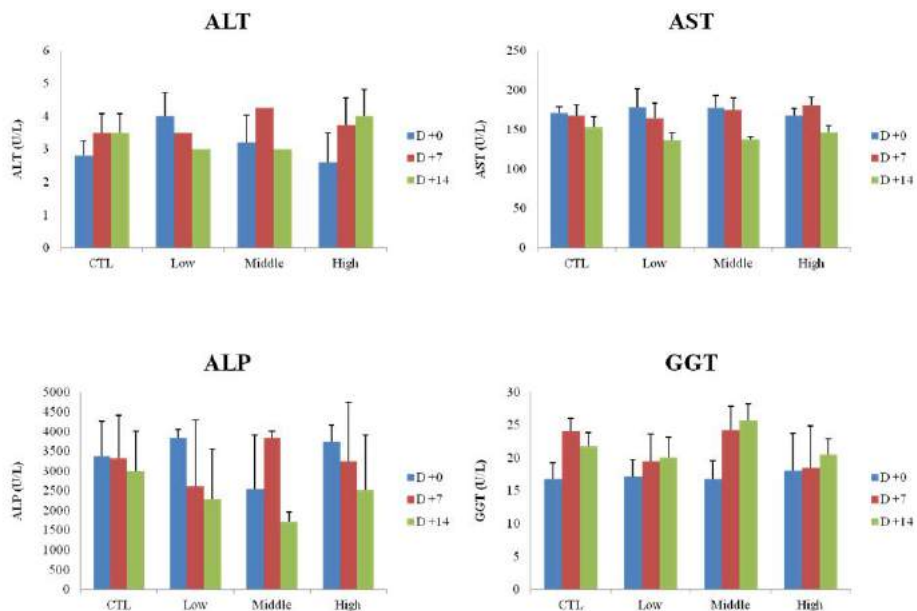 ALT
6
5
4
3
2
1
0
ALT (U/L)
CTL
Low
Middle
High
D +0
D +7
D +14
AST
250
200
150
100
50
0
AST (U/L)
CTL
Low
Middle
High
D +0
D +7
D +14
ALP
5000
4500
4000
3500
3000
2500
2000
1500
1000
500
0
ALP (U/L)
CTL
Low
Middle
High
D +0
D +7
D +14
GGT
30
25
20
15
10
5
0
GGT (U/L)
CTL
Low
Middle
High
D +0
D +7
D +14